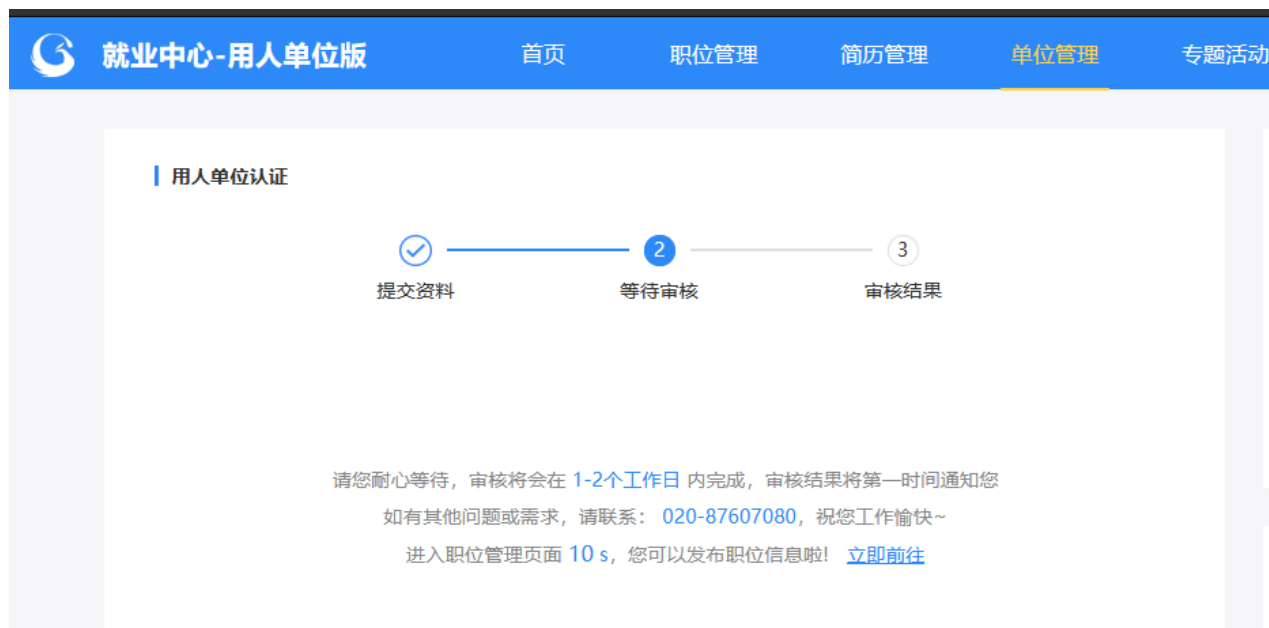 就业中心-用人单位版 首页 职位管理 简历管理 单位管理 专题活动
用人单位认证
2 3
提交资料 等待审核 审核结果
请您耐心等待，审核将会在 1-2个工作日 内完成，审核结果将第一时间通知您
如有其他问题或需求，请联系： 020-87607080，祝您工作愉快~
进入职位管理页面 10 s，您可以发布职位信息啦! 立即前往